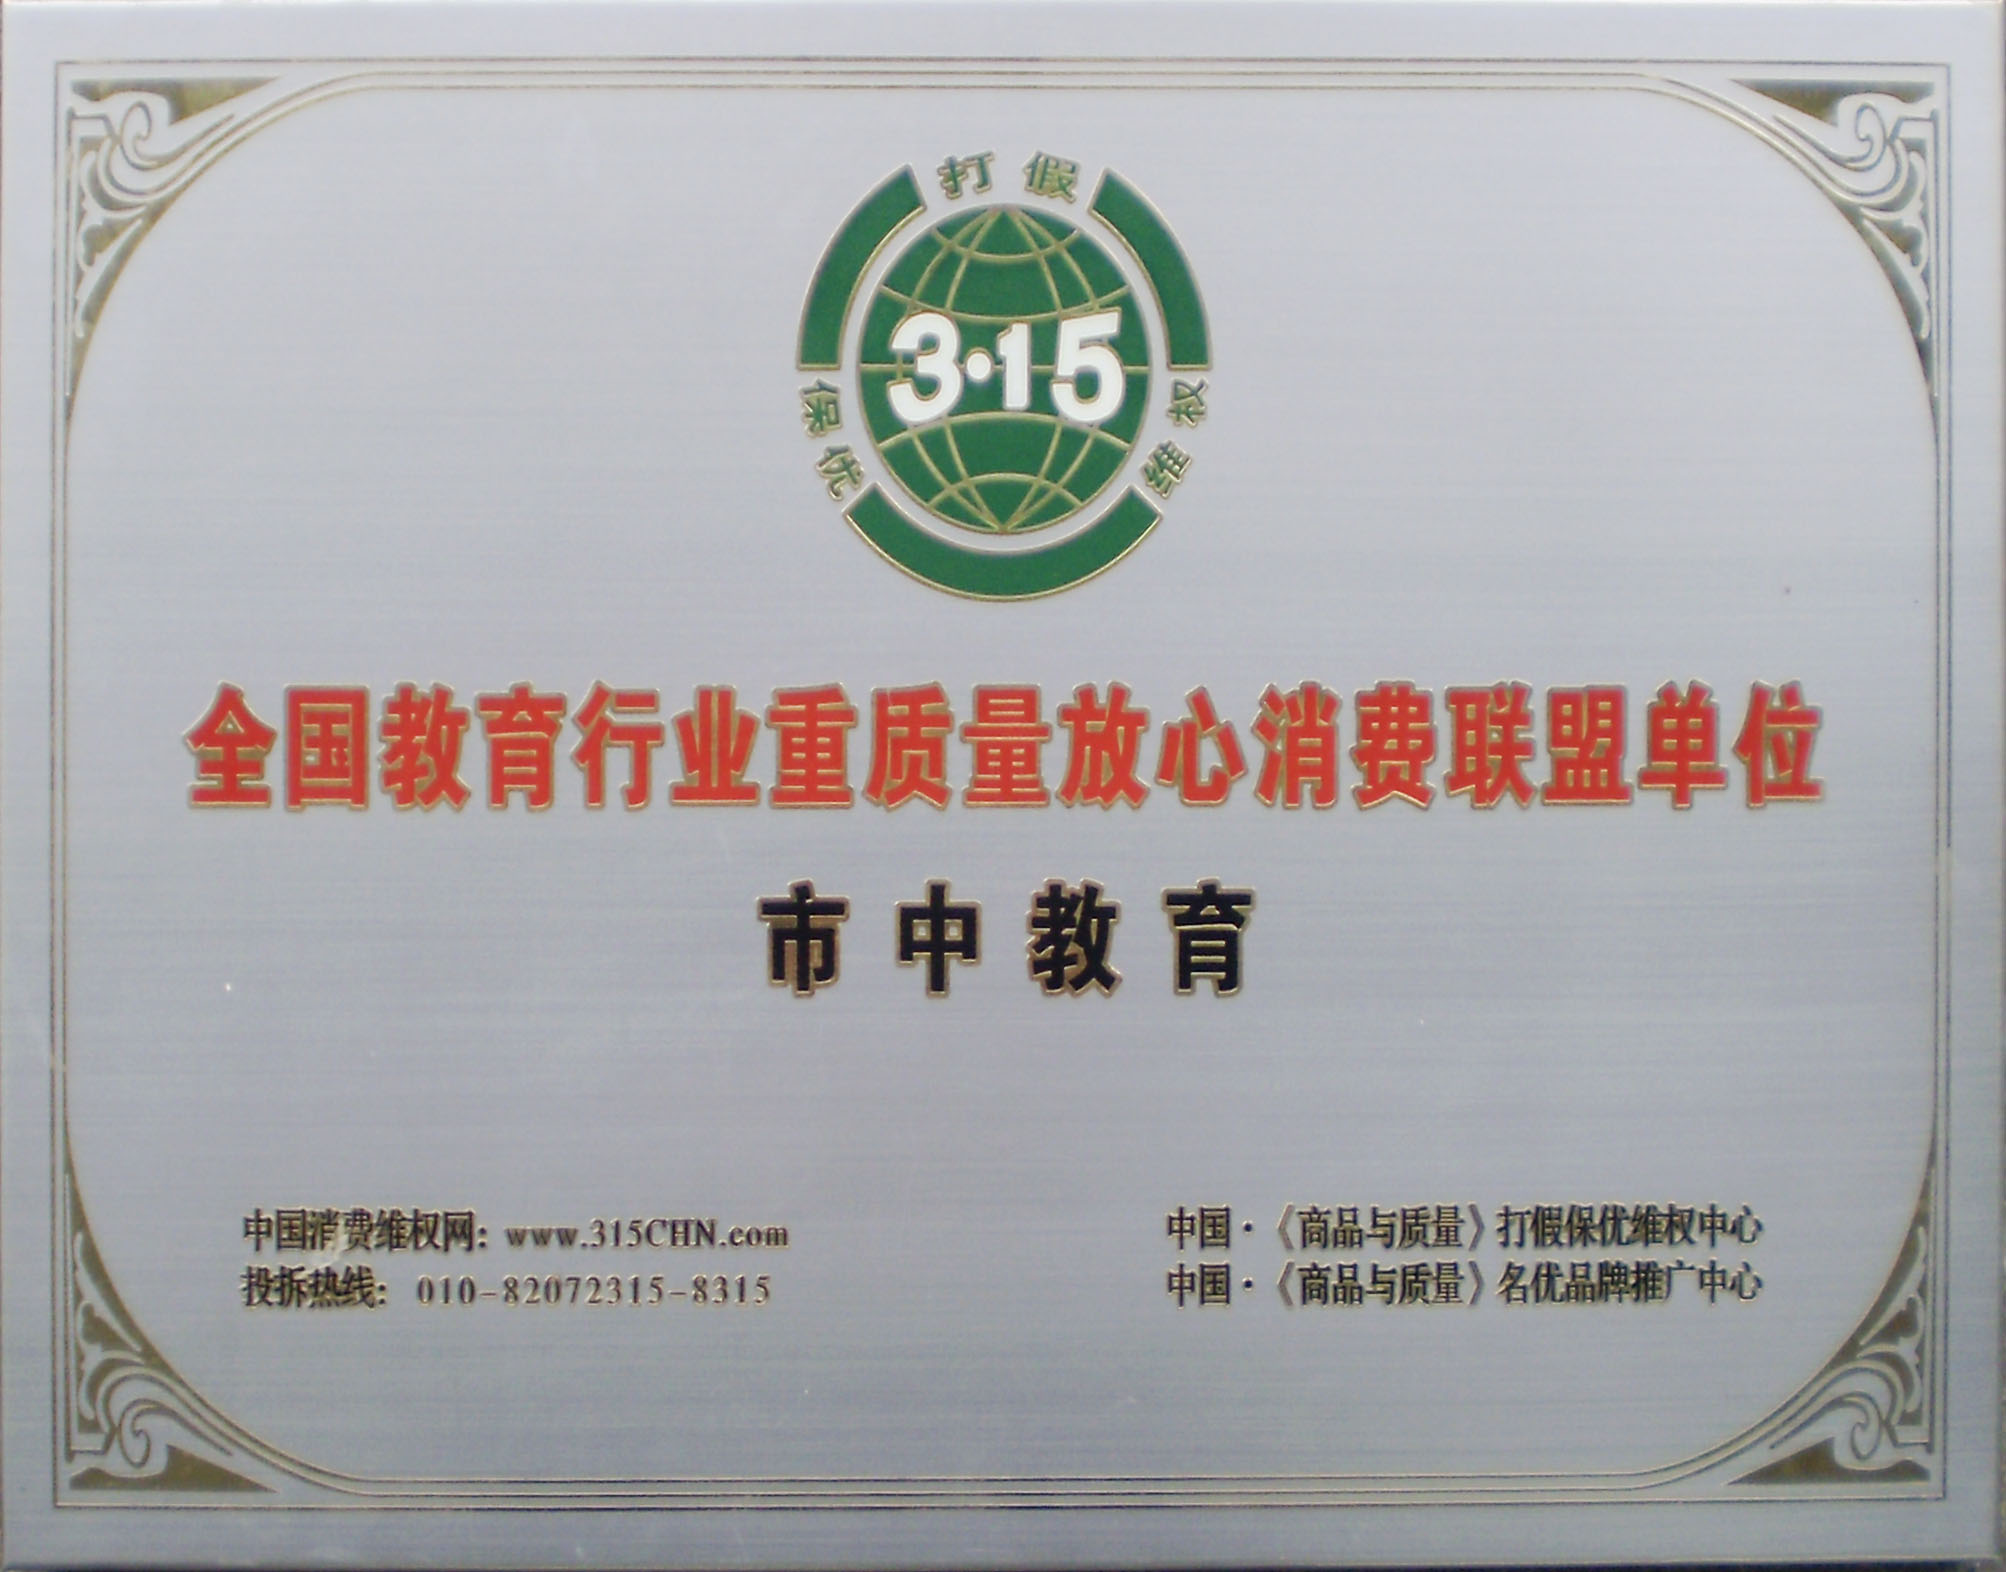 打假
3·15
保优
维权
全国教育行业重质量放心消费联盟单位
市中教育
中国消费维权网：www.315CHN.com
投拆热线：010-82072315-8315
中国·《商品与质量》打假保优维权中心
中国·《商品与质量》名优品牌推广中心